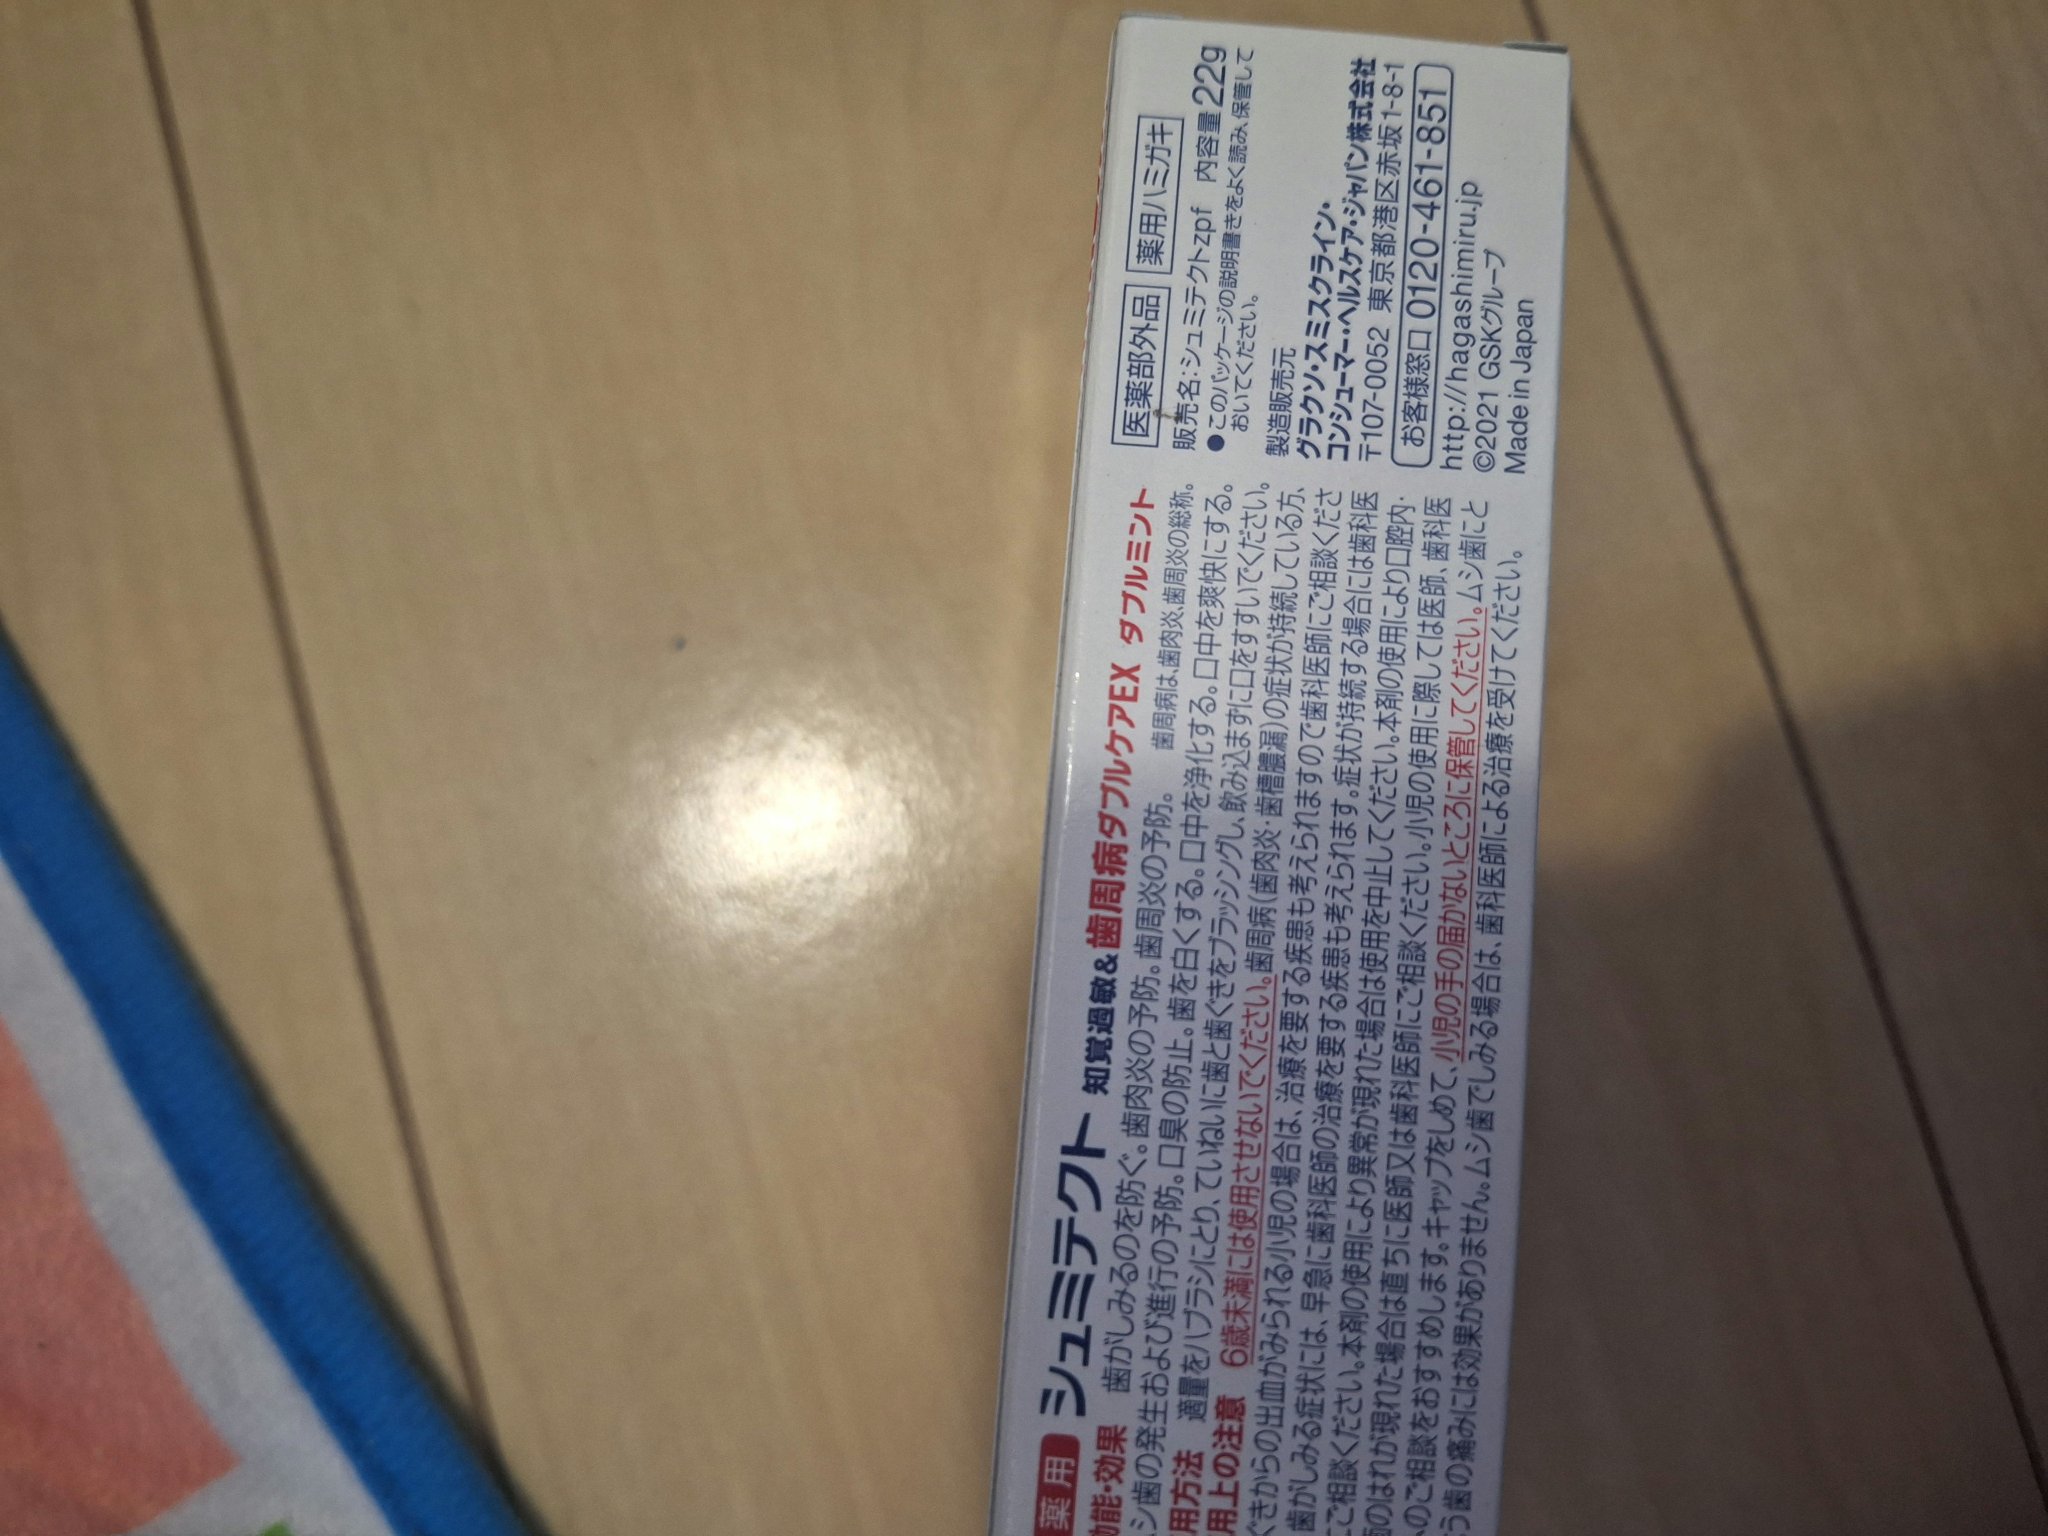 薬用 シュミテクト 知覚過敏&歯周病ダブルケアEX ダブルミント
能・効果 歯がしみるのを防ぐ。歯肉炎の予防。歯周炎の予防。 歯周病は、歯肉炎、歯周炎の総称。
シ歯の発生および進行の予防。口臭の防止。歯を白くする。口中を浄化する。口中を爽快にする。
用方法 適量をハブラシにとり、ていねいに歯と歯ぐきをブラッシングし、飲み込まずに口をすすいでください。
用上の注意 6歳未満には使用させないでください。歯周病(歯肉炎・歯槽膿漏)の症状が持続している方、
ぐきからの出血がみられる小児の場合は、治療を要する疾患も考えられますので歯科医師にご相談くださ
歯がしみる症状には、早急に歯科医師の治療を要する疾患も考えられます。症状が持続する場合には歯科医
にご相談ください。本剤の使用により異常が現れた場合は使用を中止してください。本剤の使用により口腔内・
のはれが現れた場合は直ちに医師又は歯科医師にご相談ください。小児の使用に際しては医師、歯科医
のご相談をおすすめします。キャップをしめて、小児の手の届かないところに保管してください。ムシ歯にと
う歯の痛みには効果がありません。ムシ歯でしみる場合は、歯科医師による治療を受けてください。
医薬部外品 薬用ハミガキ
販売名：シュミテクトzpf 内容量22g
●このパッケージの説明書きをよく読み、保管して
おいてください。
製造販売元
グラクソ・スミスクライン・
コンシューマー・ヘルスケア・ジャパン株式会社
〒107-0052 東京都港区赤坂1-8-1
お客様窓口 0120-461-851
http://hagashimiru.jp
©2021 GSKグループ
Made in Japan